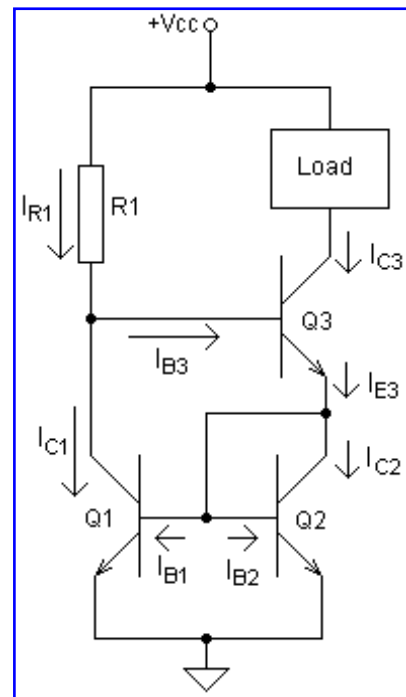 +Vcc
Load
IR1
R1
IC3
Q3
IB3
IE3
IC1
IC2
Q1
Q2
IB1
IB2